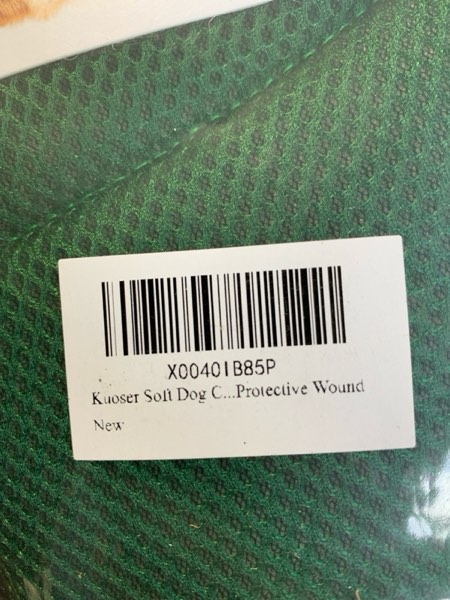 X00401B85P
Kuoser Soft Dog C...Protective Wound
New